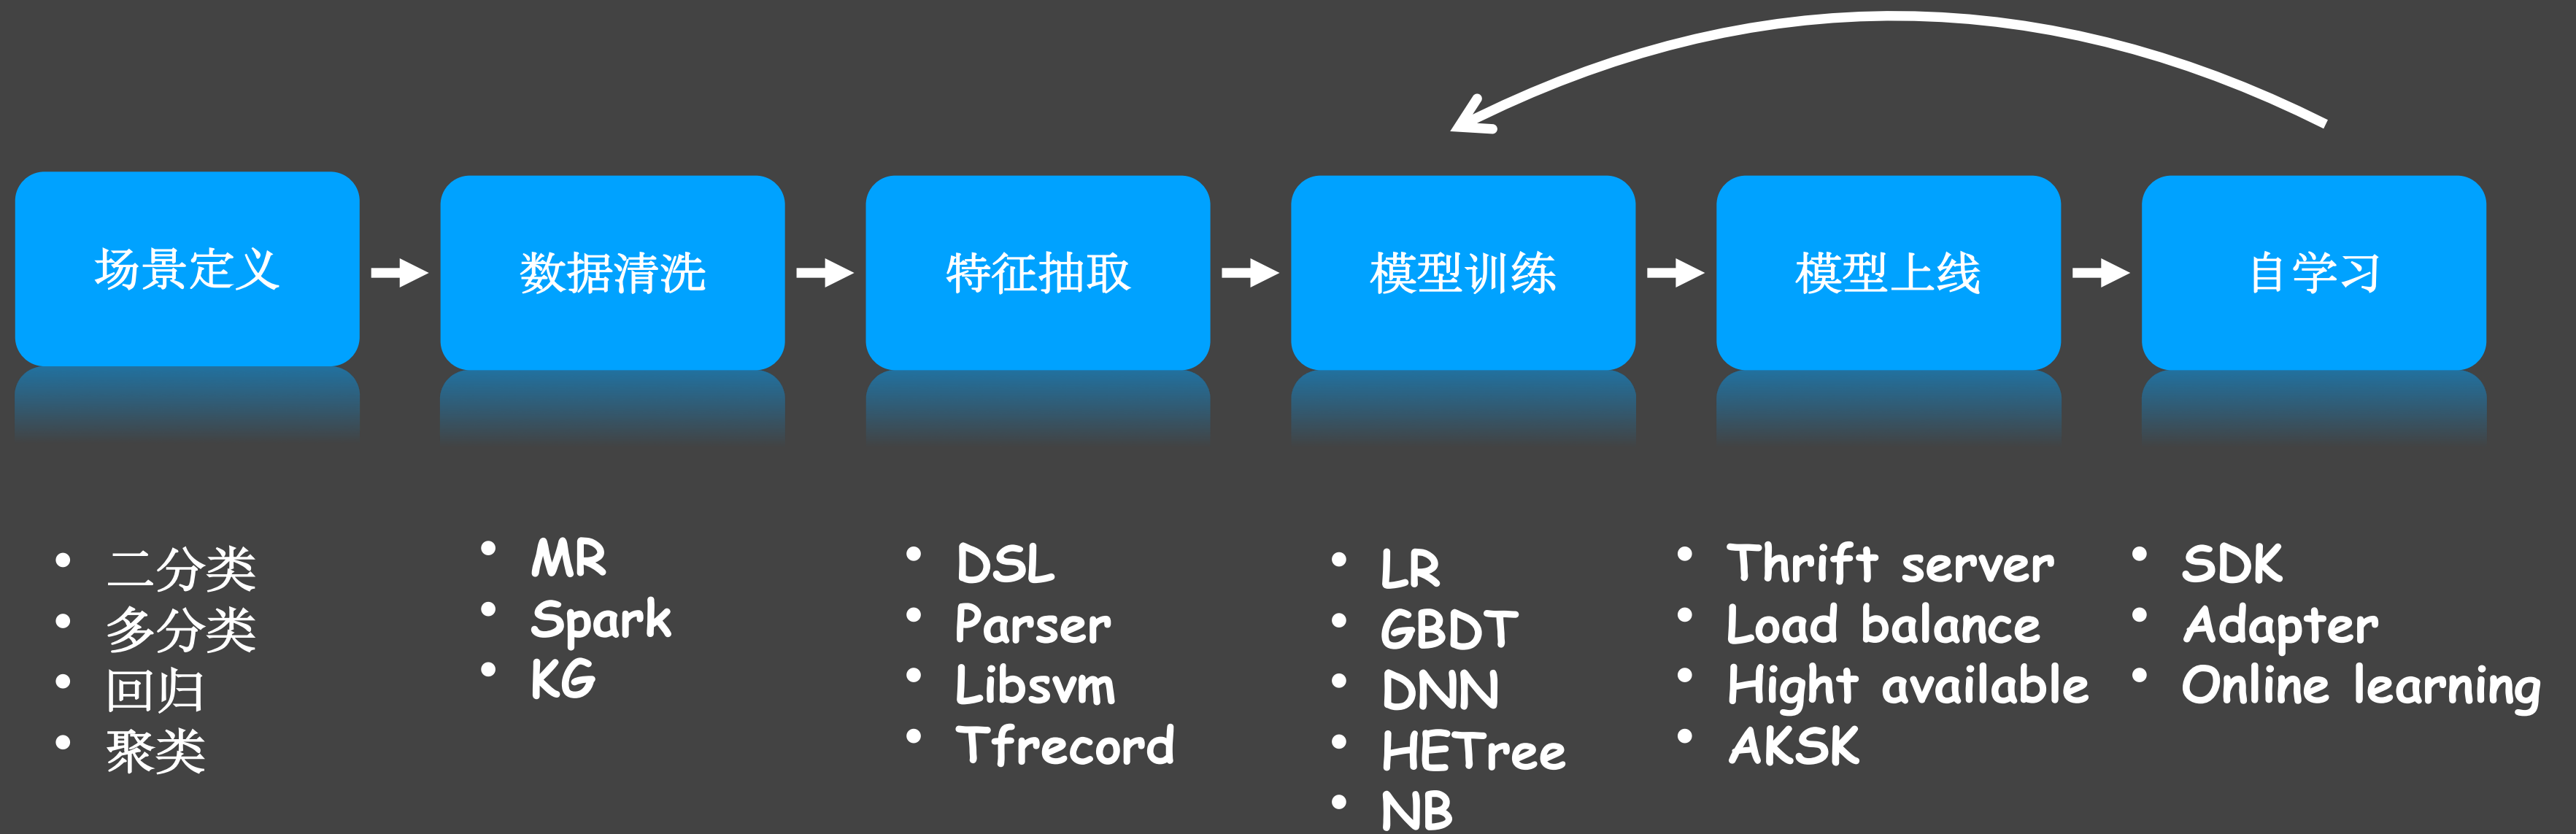 场景定义
数据清洗
特征抽取
模型训练
模型上线
自学习
二分类
多分类
回归
聚类
MR
Spark
KG
DSL
Parser
Libsvm
Tfrecord
LR
GBDT
DNN
HETree
NB
Thrift server
Load balance
Hight available
AKSK
SDK
Adapter
Online learning